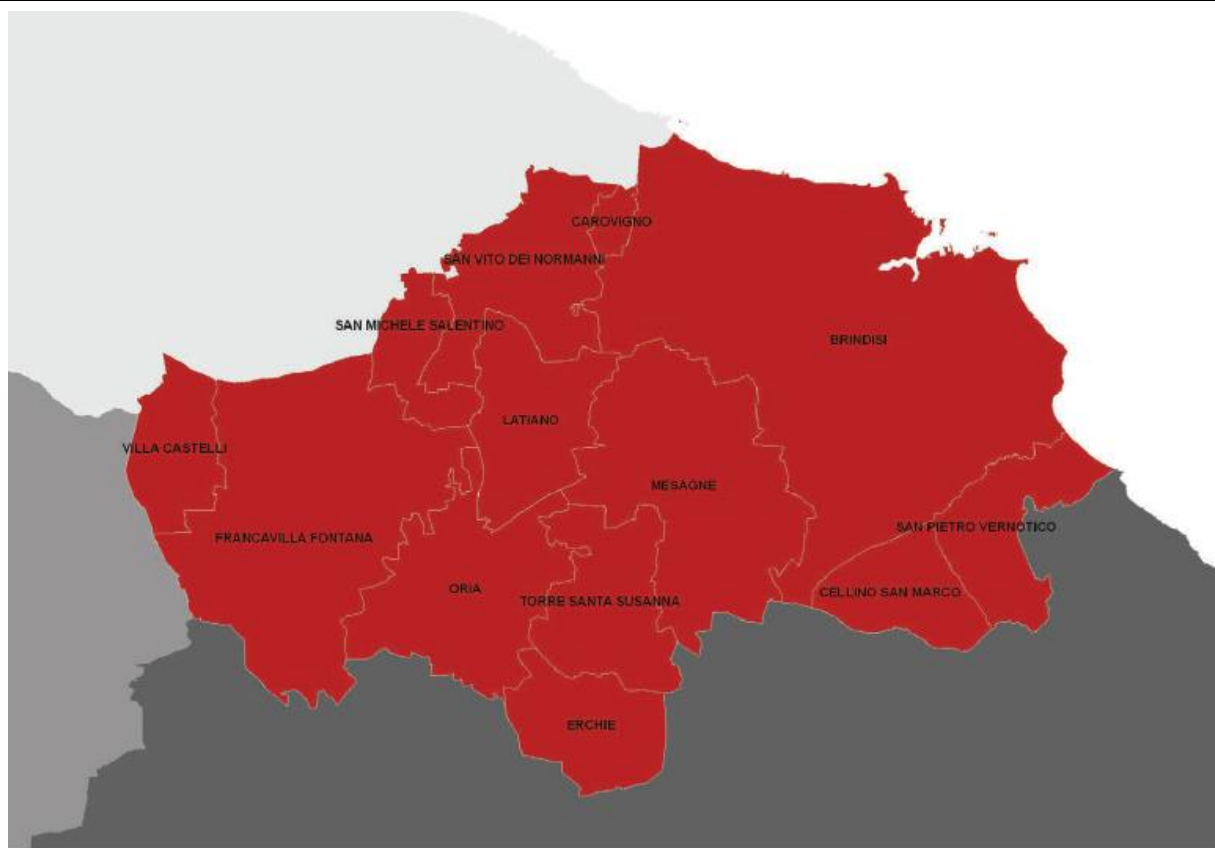 CAROVIGNO
SAN VITO DEI NORMANNI
SAN MICHELE SALENTINO
BRINDISI
LATIANO
VILLA CASTELLI
MESAGNE
SAN PIETRO VERNOTICO
FRANCAVILLA FONTANA
ORIA
TORRE SANTA SUSANNA
CELLINO SAN MARCO
ERCHIE